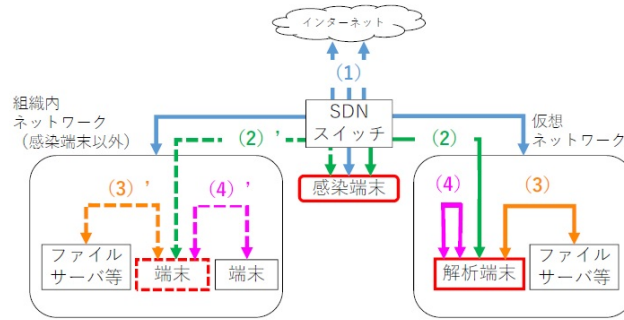 インターネット
(1)
組織内
ネットワーク
(感染端末以外)
SDN
スイッチ
仮想
ネットワーク
(2)'
(2)
感染端末
(3)'
(4)'
(4)
(3)
ファイル
サーバ等
端末
端末
解析端末
ファイル
サーバ等